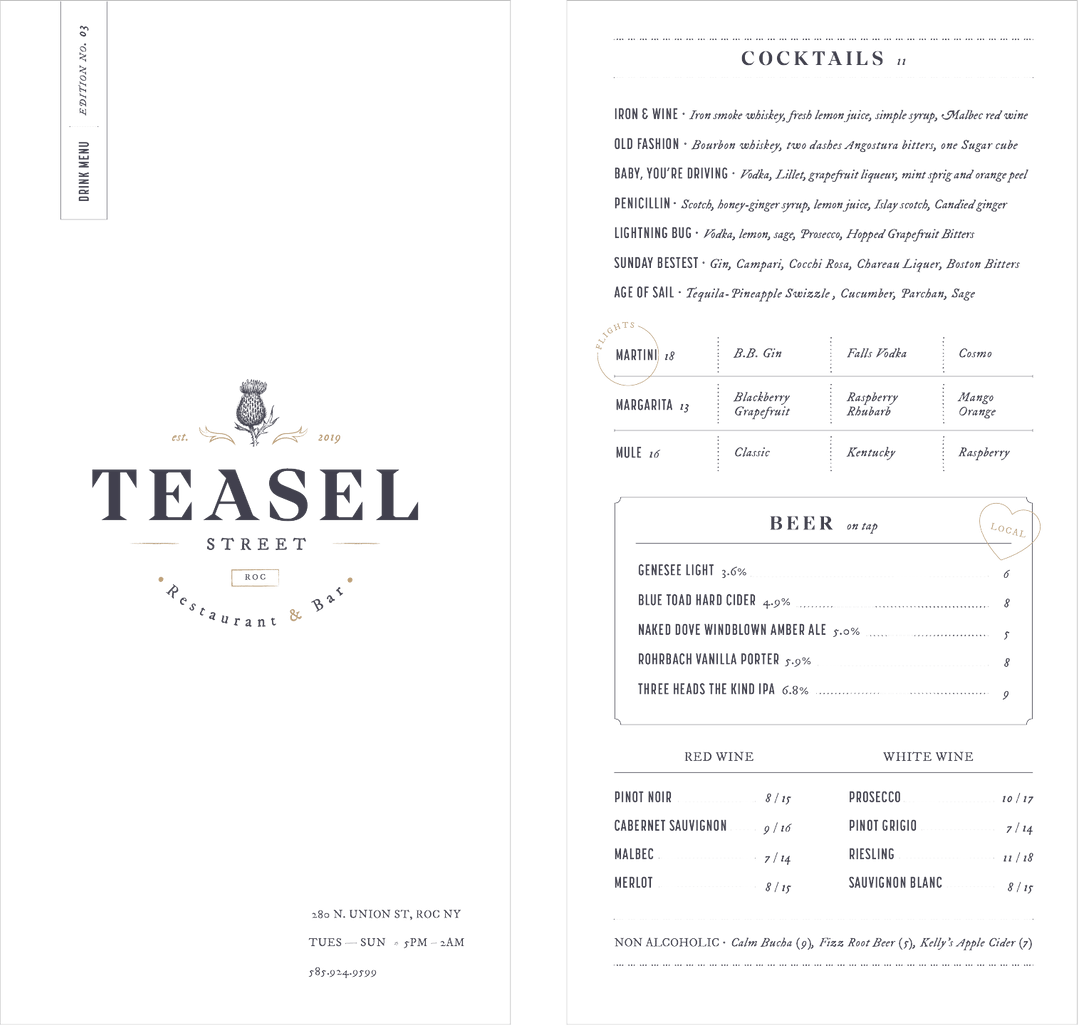 DRINK MENU EDITION NO. 03
est. 2019
TEASEL
STREET
ROC
Restaurant & Bar
280 N. UNION ST, ROC NY
TUES — SUN » 5PM – 2AM
585.924.9599
COCKTAILS 11
IRON & WINE · Iron smoke whiskey, fresh lemon juice, simple syrup, Malbec red wine
OLD FASHION · Bourbon whiskey, two dashes Angostura bitters, one Sugar cube
BABY, YOU'RE DRIVING · Vodka, Lillet, grapefruit liqueur, mint sprig and orange peel
PENICILLIN · Scotch, honey-ginger syrup, lemon juice, Islay scotch, Candied ginger
LIGHTNING BUG · Vodka, lemon, sage, Prosecco, Hopped Grapefruit Bitters
SUNDAY BESTEST · Gin, Campari, Cocchi Rosa, Chareau Liquer, Boston Bitters
AGE OF SAIL · Tequila-Pineapple Swizzle , Cucumber, Parchan, Sage
FLIGHTS
MARTINI 18 B.B. Gin Falls Vodka Cosmo
MARGARITA 13 Blackberry Grapefruit Raspberry Rhubarb Mango Orange
MULE 16 Classic Kentucky Raspberry
BEER on tap
LOCAL
GENESEE LIGHT 3.6% 6
BLUE TOAD HARD CIDER 4.9% 8
NAKED DOVE WINDBLOWN AMBER ALE 5.0% 5
ROHRBACH VANILLA PORTER 5.9% 8
THREE HEADS THE KIND IPA 6.8% 9
RED WINE
PINOT NOIR 8 / 15
CABERNET SAUVIGNON 9 / 16
MALBEC 7 / 14
MERLOT 8 / 15
WHITE WINE
PROSECCO 10 / 17
PINOT GRIGIO 7 / 14
RIESLING 11 / 18
SAUVIGNON BLANC 8 / 15
NON ALCOHOLIC · Calm Bucha (9), Fizz Root Beer (5), Kelly's Apple Cider (7)